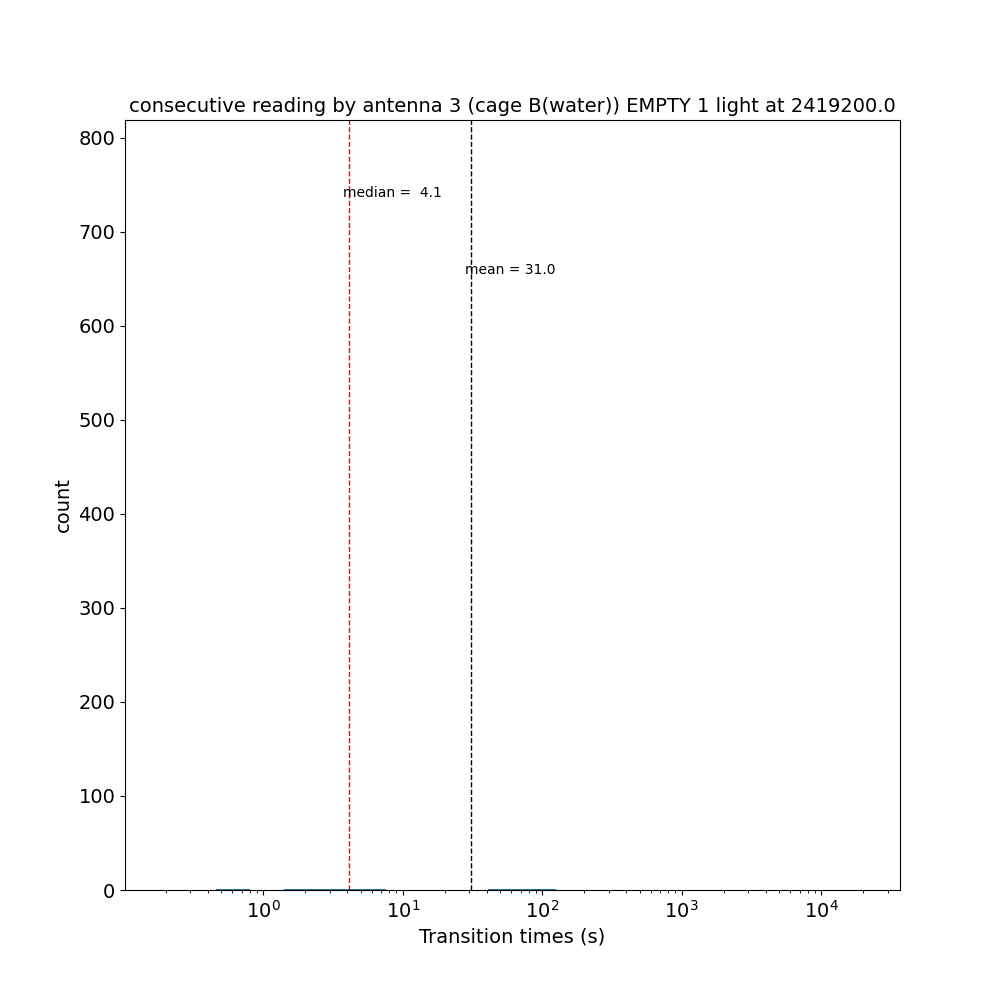 consecutive reading by antenna 3 (cage B(water)) EMPTY 1 light at 2419200.0
800
median =  4.1
700
mean = 31.0
600
500
count
400
300
200
100
0
10^0 10^1 10^2 10^3 10^4
Transition times (s)